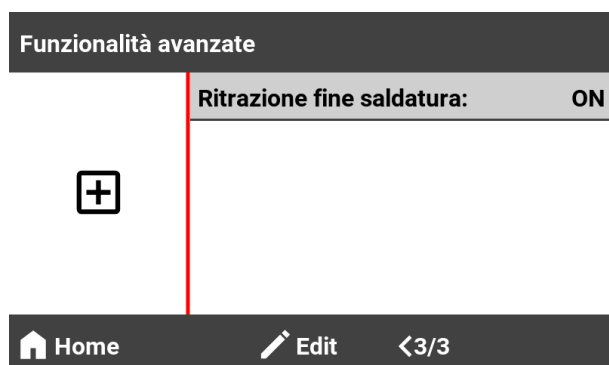 Funzionalità avanzate
Ritrazione fine saldatura: ON
Home Edit <3/3